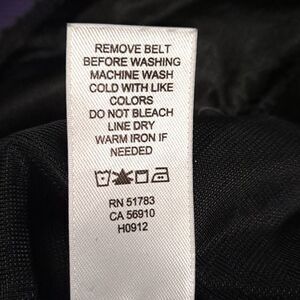 REMOVE BELT
BEFORE WASHING
MACHINE WASH
COLD WITH LIKE
COLORS
DO NOT BLEACH
LINE DRY
WARM IRON IF
NEEDED
RN 51783
CA 56910
H0912